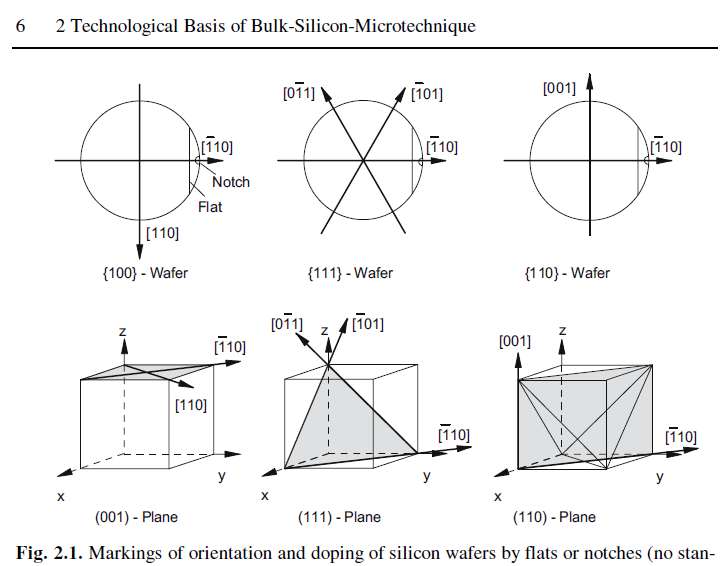 6 2 Technological Basis of Bulk-Silicon-Microtechnique
[01̅1] [1̅01] [001]
[1̅10] [1̅10] [1̅10]
Notch
Flat
[110]
{100} - Wafer {111} - Wafer {110} - Wafer
[01̅1] z [1̅01] z
z [1̅10] [001]
[110]
[1̅10] [1̅10]
y y y
x x x
(001) - Plane (111) - Plane (110) - Plane
Fig. 2.1. Markings of orientation and doping of silicon wafers by flats or notches (no stan-